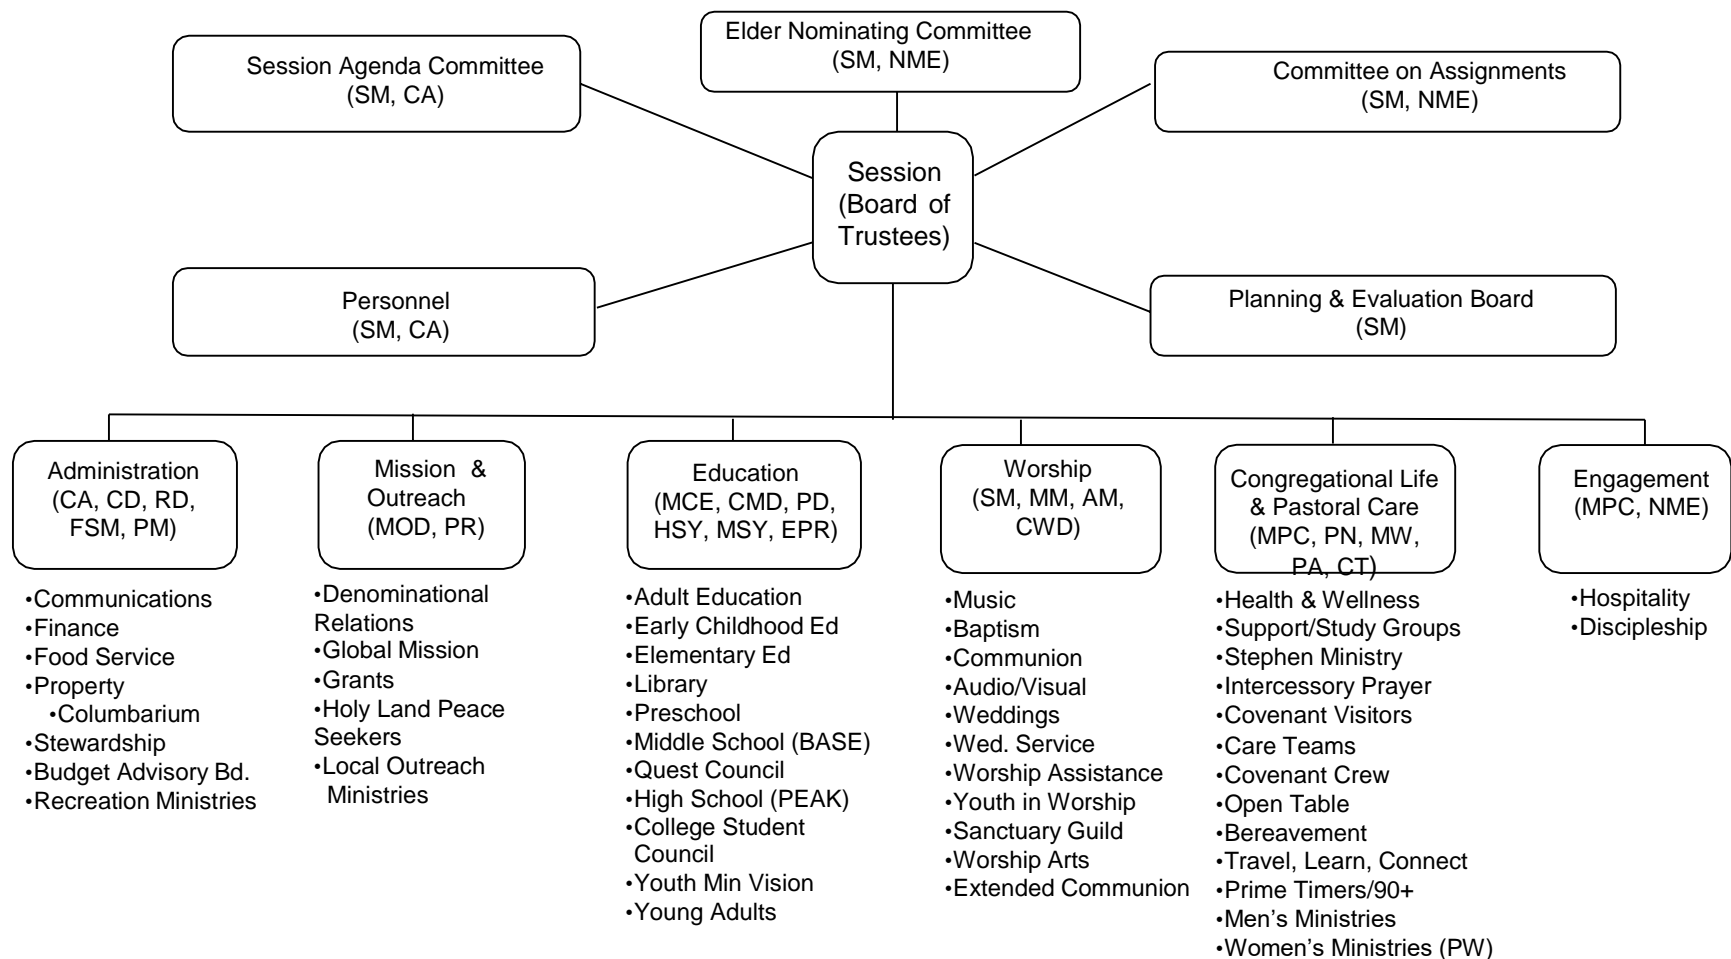 Elder Nominating Committee
(SM, NME)
Session Agenda Committee
(SM, CA)
Committee on Assignments
(SM, NME)
Session
(Board of
Trustees)
Personnel
(SM, CA)
Planning & Evaluation Board
(SM)
Administration
(CA, CD, RD,
FSM, PM)
•Communications
•Finance
•Food Service
•Property
•Columbarium
•Stewardship
•Budget Advisory Bd.
•Recreation Ministries
Mission &
Outreach
(MOD, PR)
•Denominational
Relations
•Global Mission
•Grants
•Holy Land Peace
Seekers
•Local Outreach
Ministries
Education
(MCE, CMD, PD,
HSY, MSY, EPR)
•Adult Education
•Early Childhood Ed
•Elementary Ed
•Library
•Preschool
•Middle School (BASE)
•Quest Council
•High School (PEAK)
•College Student
Council
•Youth Min Vision
•Young Adults
Worship
(SM, MM, AM,
CWD)
•Music
•Baptism
•Communion
•Audio/Visual
•Weddings
•Wed. Service
•Worship Assistance
•Youth in Worship
•Sanctuary Guild
•Worship Arts
•Extended Communion
Congregational Life
& Pastoral Care
(MPC, PN, MW,
PA, CT)
•Health & Wellness
•Support/Study Groups
•Stephen Ministry
•Intercessory Prayer
•Covenant Visitors
•Care Teams
•Covenant Crew
•Open Table
•Bereavement
•Travel, Learn, Connect
•Prime Timers/90+
•Men’s Ministries
•Women’s Ministries (PW)
Engagement
(MPC, NME)
•Hospitality
•Discipleship